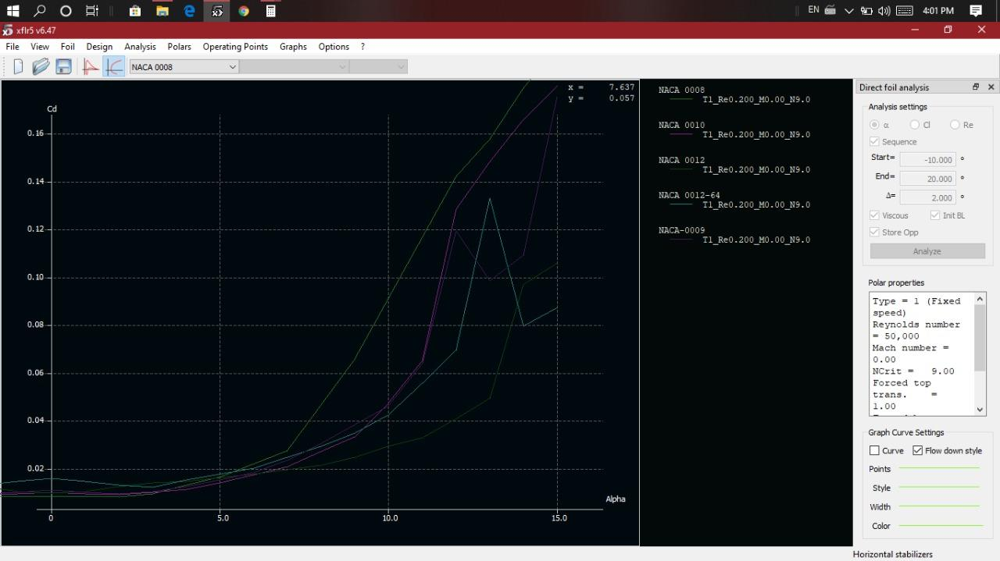 EN
4:01 PM
xflr5 v6.47
File View Foil Design Analysis Polars Operating Points Graphs Options ?
NACA 0008
x = 7.637
y = 0.057
Cd
0.16
0.14
0.12
0.10
0.08
0.06
0.04
0.02
0 5.0 10.0 15.0
Alpha
NACA 0008
T1_Re0.200_M0.00_N9.0
NACA 0010
T1_Re0.200_M0.00_N9.0
NACA 0012
T1_Re0.200_M0.00_N9.0
NACA 0012-64
T1_Re0.200_M0.00_N9.0
NACA-0009
T1_Re0.200_M0.00_N9.0
Direct foil analysis
Analysis settings
α Cl Re
Sequence
Start= -10.000 °
End= 20.000 °
Δ= 2.000 °
Viscous Init BL
Store Opp
Analyze
Polar properties
Type = 1 (Fixed
speed)
Reynolds number
= 50,000
Mach number =
0.00
NCrit = 9.00
Forced top
trans. =
1.00
Graph Curve Settings
Curve Flow down style
Points
Style
Width
Color
Horizontal stabilizers